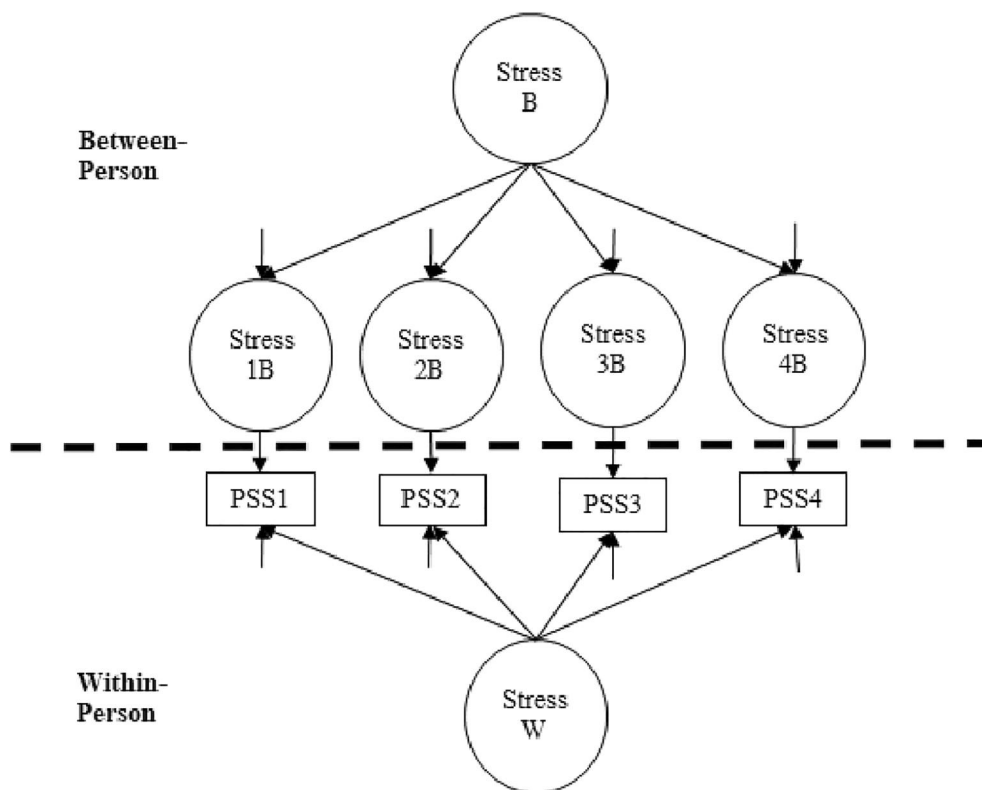 Stress
B
Between-
Person
Stress
1B
Stress
2B
Stress
3B
Stress
4B
PSS1
PSS2
PSS3
PSS4
Within-
Person
Stress
W